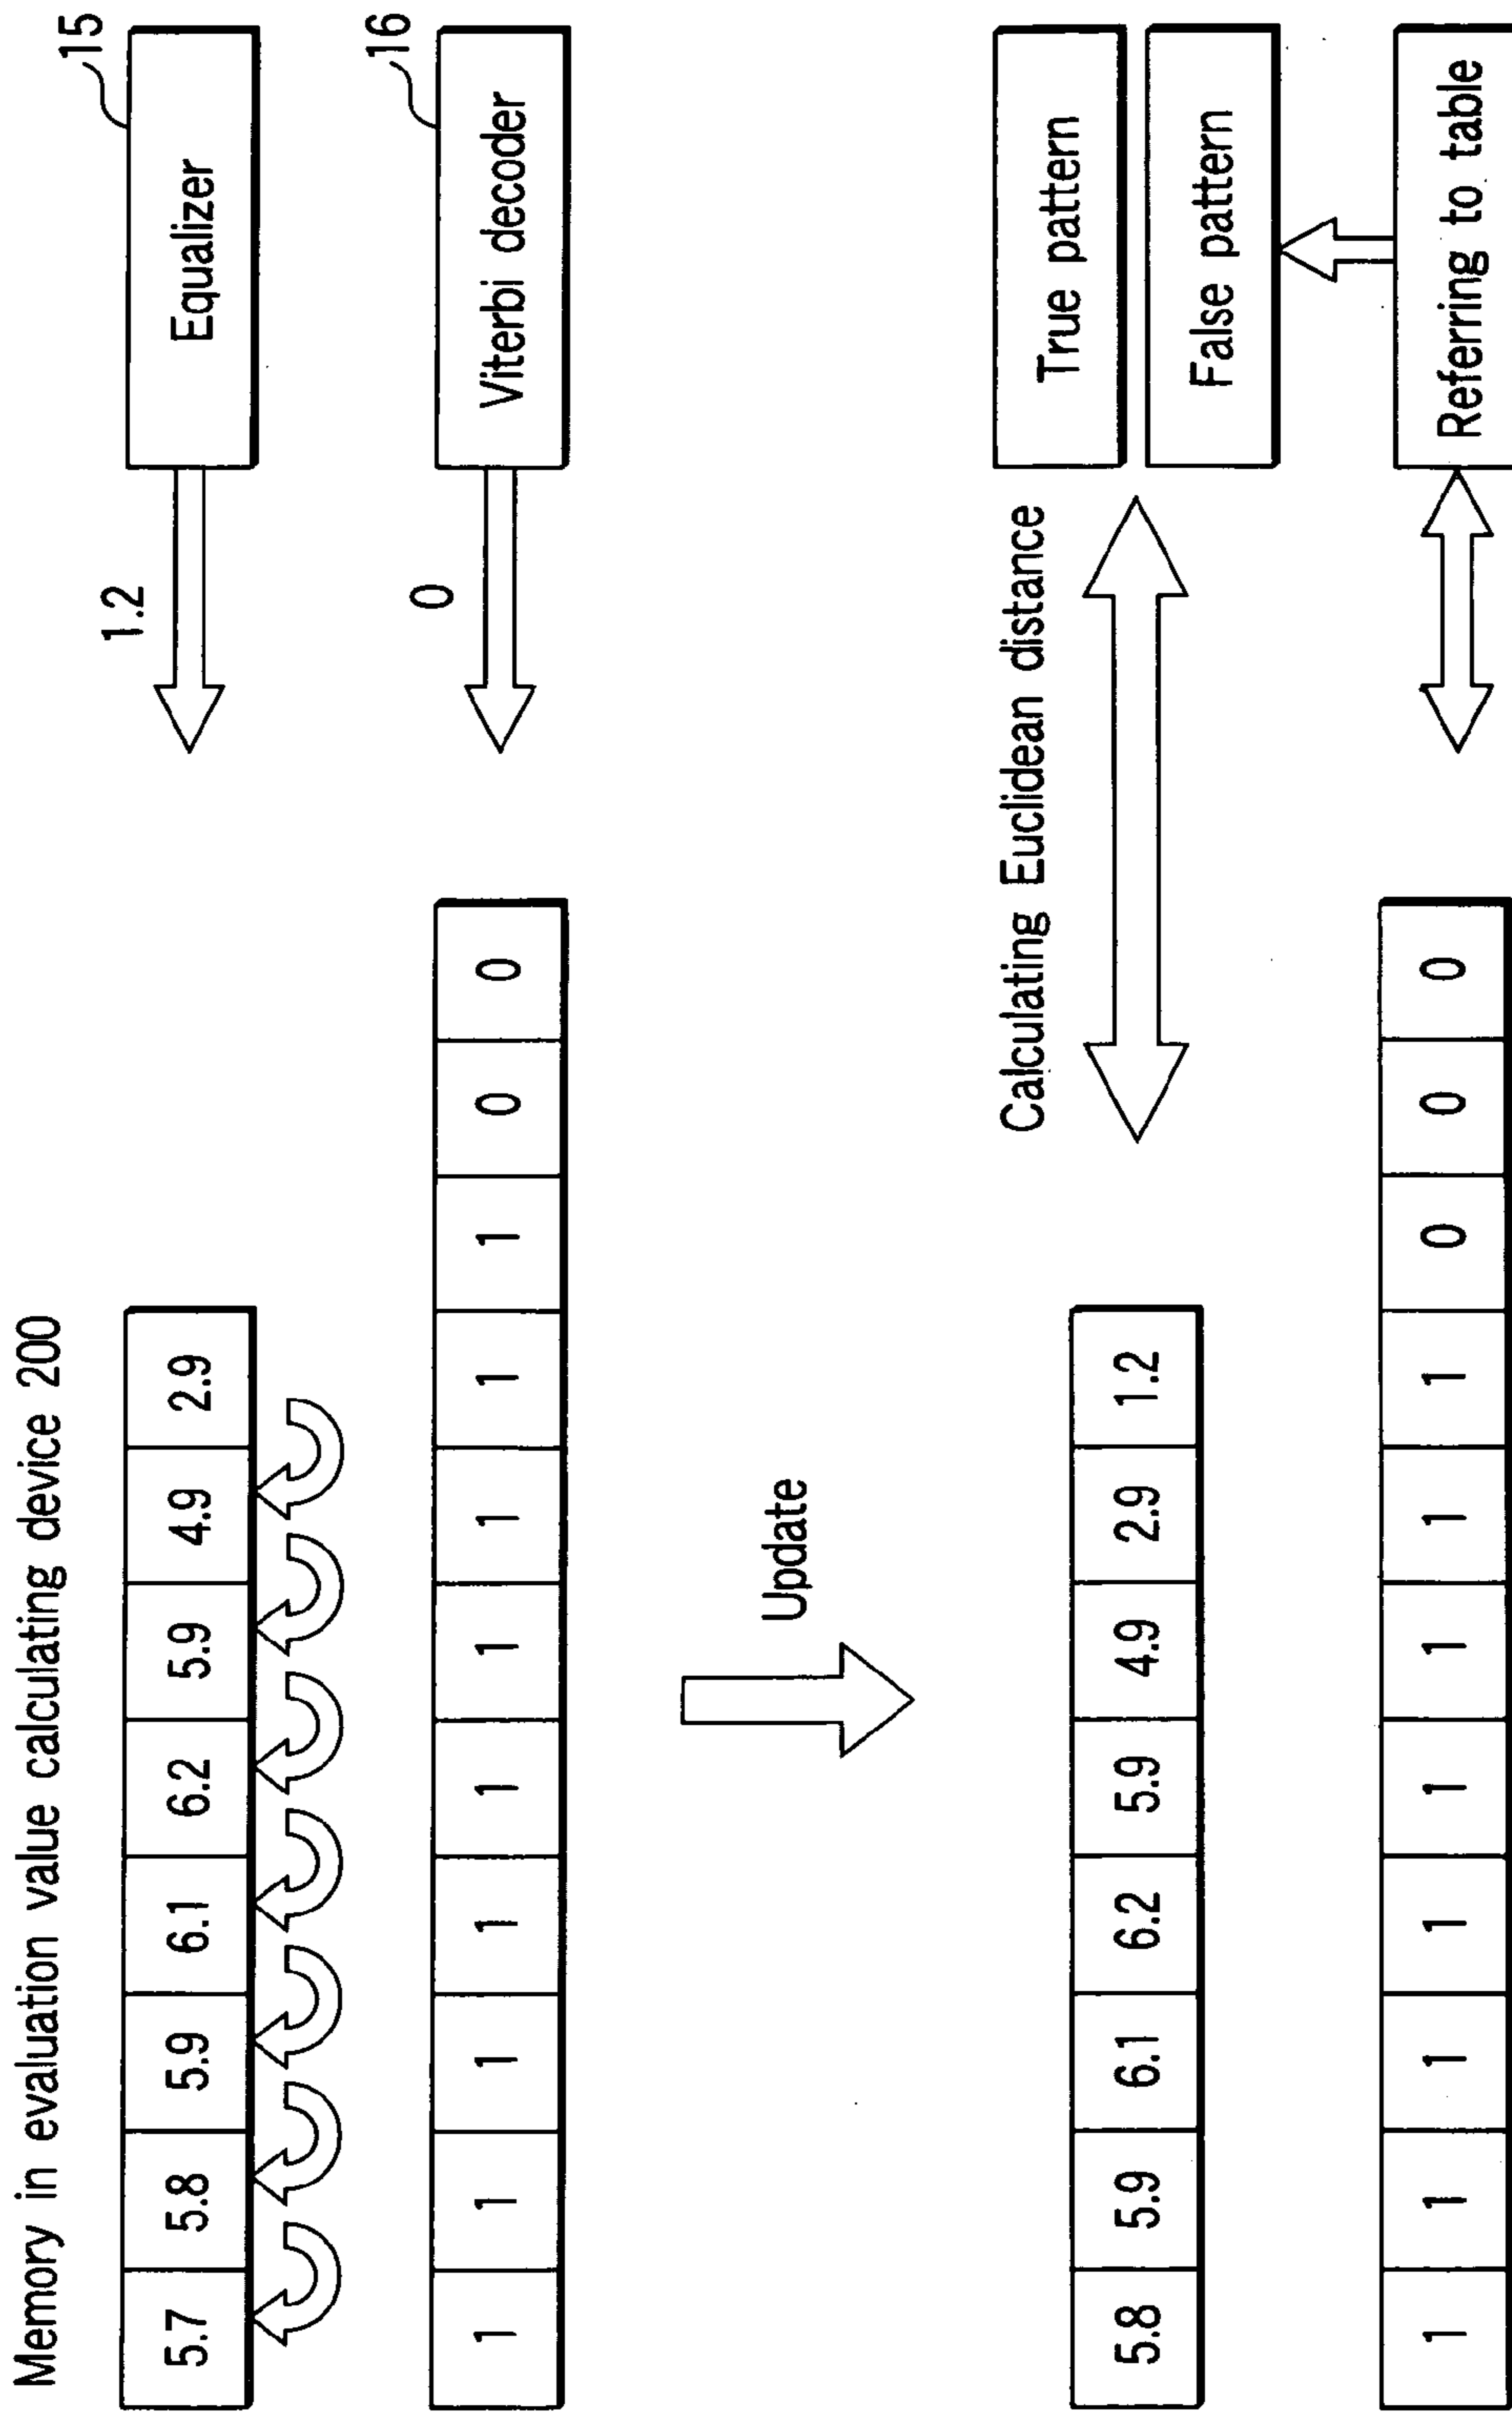 Memory in evaluation value calculating device 200
5.7 5.8 5.9 6.1 6.2 5.9 4.9 2.9
1.2
Equalizer
15
1 1 1 1 1 1 1 1 1 0 0
0
Viterbi decoder
16
Update
5.8 5.9 6.1 6.2 5.9 4.9 2.9 1.2
Calculating Euclidean distance
True pattern
False pattern
1 1 1 1 1 1 1 1 0 0 0
Referring to table